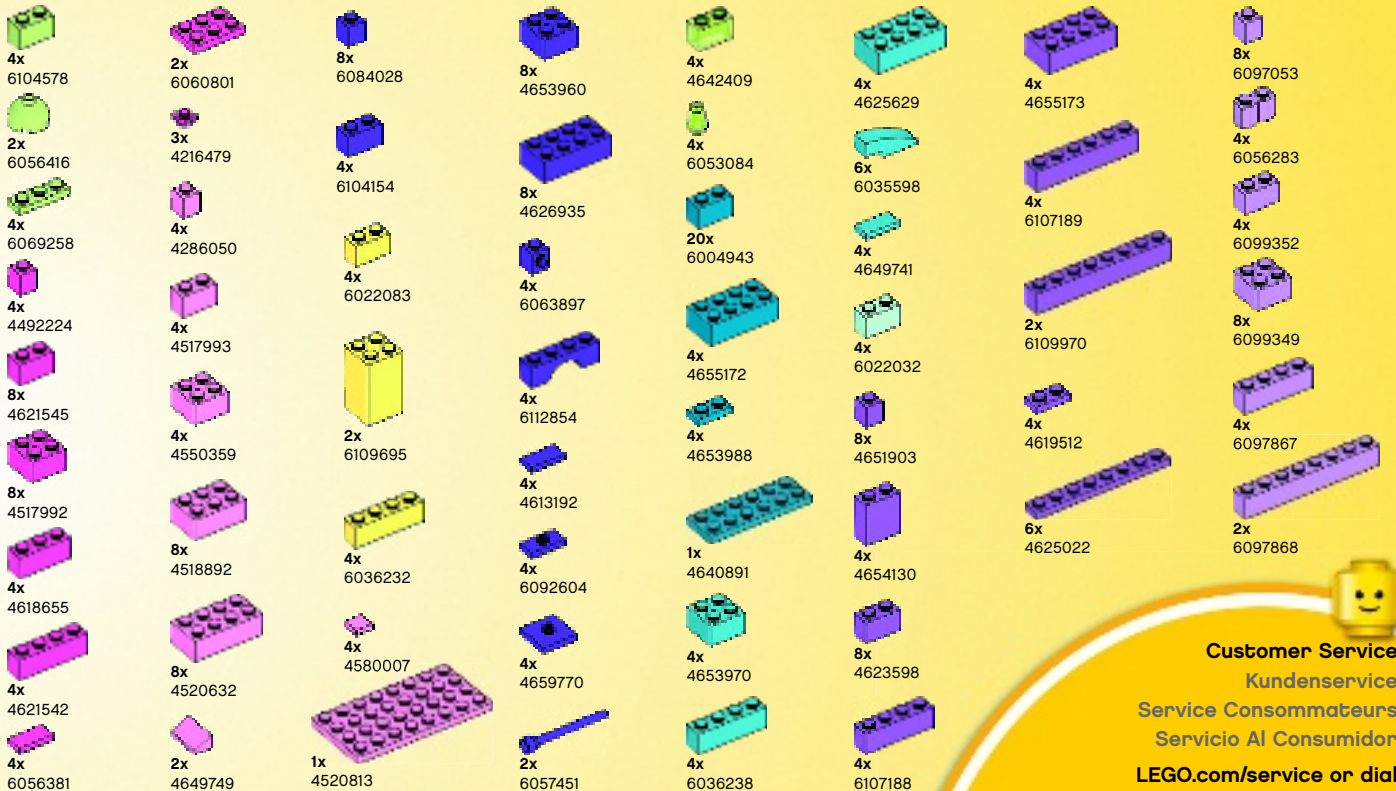 4x
6104578
2x
6056416
4x
6069258
4x
4492224
8x
4621545
8x
4517992
4x
4618655
4x
4621542
4x
6056381
2x
6060801
3x
4216479
4x
4286050
4x
4517993
4x
4550359
8x
4518892
8x
4520632
2x
4649749
8x
6084028
4x
6104154
4x
6022083
2x
6109695
4x
6036232
4x
4580007
1x
4520813
8x
4653960
8x
4626935
4x
6063897
4x
6112854
4x
4613192
4x
6092604
4x
4659770
2x
6057451
4x
4642409
4x
6053084
20x
6004943
4x
4655172
4x
4653988
1x
4640891
4x
4653970
4x
6036238
4x
4625629
6x
6035598
4x
4649741
4x
6022032
8x
4651903
4x
4654130
8x
4623598
4x
6107188
4x
4655173
4x
6107189
2x
6109970
4x
4619512
6x
4625022
8x
6097053
4x
6056283
4x
6099352
8x
6099349
4x
6097867
2x
6097868
Customer Service
Kundenservice
Service Consommateurs
Servicio Al Consumidor
LEGO.com/service or dial